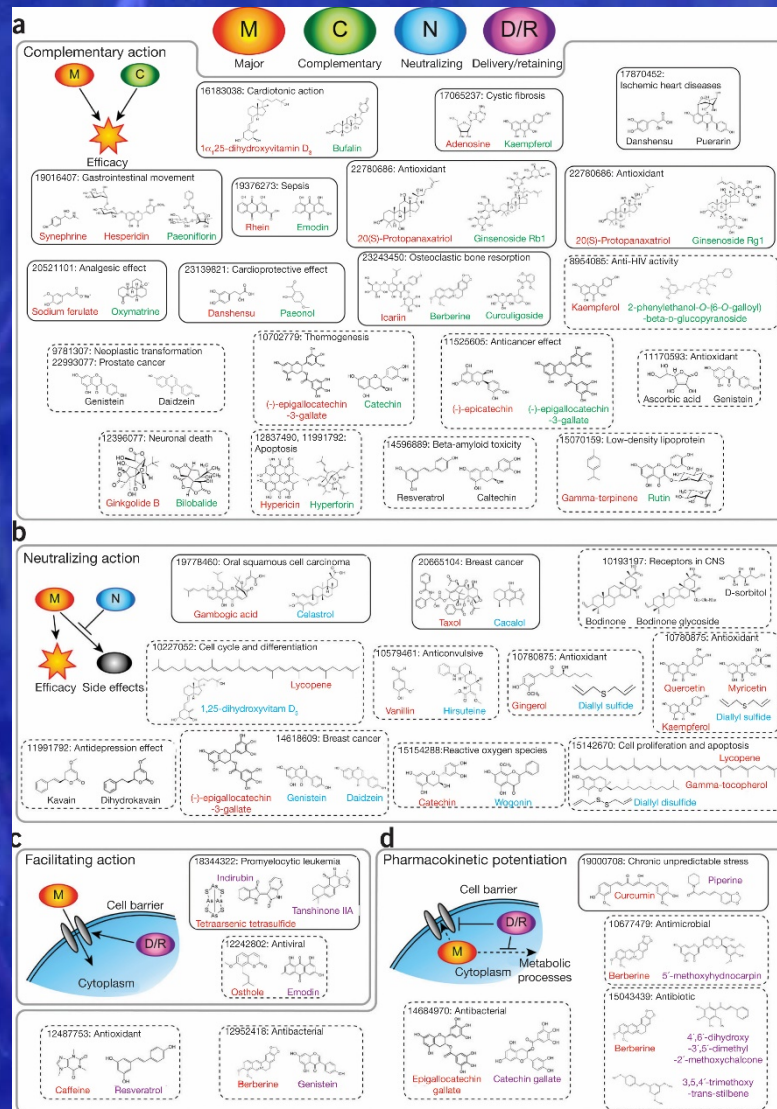 a
M
C
N
D/R
Major
Complementary
Neutralizing
Delivery/retaining
Complementary action
M
C
Efficacy
16183038: Cardiotonic action
Bufalin
17065237: Cystic fibrosis
Adenosine
Kaempferol
17870452:
Ischemic heart diseases
Danshensu
Puerarin
19016407: Gastrointestinal movement
Synephrine
Hesperidin
Paeoniflorin
19376273: Sepsis
Rhein
Emodin
22780686: Antioxidant
20(S)-Protopanaxatriol
Ginsenoside Rb1
22780686: Antioxidant
20(S)-Protopanaxatriol
Ginsenoside Rg1
20521101: Analgesic effect
Sodium ferulate
Oxymatrine
23139821: Cardioprotective effect
Danshensu
Paeonol
23243450: Osteoclastic bone resorption
Icariin
Berberine
Curculigoside
8954085: Anti-HIV activity
Kaempferol
2-phenylethanol-O-(6-O-galloyl)
-beta-D-glucopyranoside
9781307: Neoplastic transformation
22993077: Prostate cancer
Genistein
Daidzein
10702779: Thermogenesis
(-)-epigallocatechin
-3-gallate
Catechin
11525605: Anticancer effect
(-)-epicatechin
(-)-epigallocatechin
-3-gallate
11170593: Antioxidant
Ascorbic acid
Genistein
12396077: Neuronal death
Ginkgolide B
Bilobalide
12637490, 11991792:
Apoptosis
Hypericin
Hyperforin
14596889: Beta-amyloid toxicity
Resveratrol
Caltechin
15070159: Low-density lipoprotein
Gamma-terpinene
Rutin
b
Neutralizing action
M
N
Efficacy
Side effects
19778460: Oral squamous cell carcinoma
Gambogic acid
Celastrol
20665104: Breast cancer
Taxol
Cacalol
10193197: Receptors in CNS
D-sorbitol
Bodinone
Bodinone glycoside
10227052: Cell cycle and differentiation
Lycopene
10579461: Anticonvulsive
Vanillin
Hirsuteine
10780875: Antioxidant
Gingerol
Diallyl sulfide
10780875: Antioxidant
Quercetin
Myricetin
Kaempferol
Diallyl sulfide
11991792: Antidepression effect
Kavain
Dihydrokavain
14618609: Breast cancer
(-)-epigallocatechin
-3-gallate
Genistein
Daidzein
15154288:Reactive oxygen species
Catechin
Wogonin
15142670: Cell proliferation and apoptosis
Lycopene
Gamma-tocopherol
Diallyl disulfide
c
Facilitating action
M
Cell barrier
D/R
Cytoplasm
18344322: Promyelocytic leukemia
Indirubin
Tanshinone IIA
Tetraarsenic tetrasulfide
12242802: Antiviral
Osthole
Emodin
12487753: Antioxidant
Caffeine
Resveratrol
12952418: Antibacterial
Berberine
Genistein
d
Pharmacokinetic potentiation
Cell barrier
D/R
M
Cytoplasm
Metabolic
processes
14684970: Antibacterial
Epigallocatechin
gallate
Catechin gallate
19000708: Chronic unpredictable stress
Piperine
Curcumin
10677479: Antimicrobial
Berberine
5´-methoxyhydnocarpin
15043439: Antibiotic
Berberine
4´,6´-dihydroxy
-3´,5´-dimethyl
-2´-methoxychalcone
3,5,4´-trimethoxy
-trans-stilbene